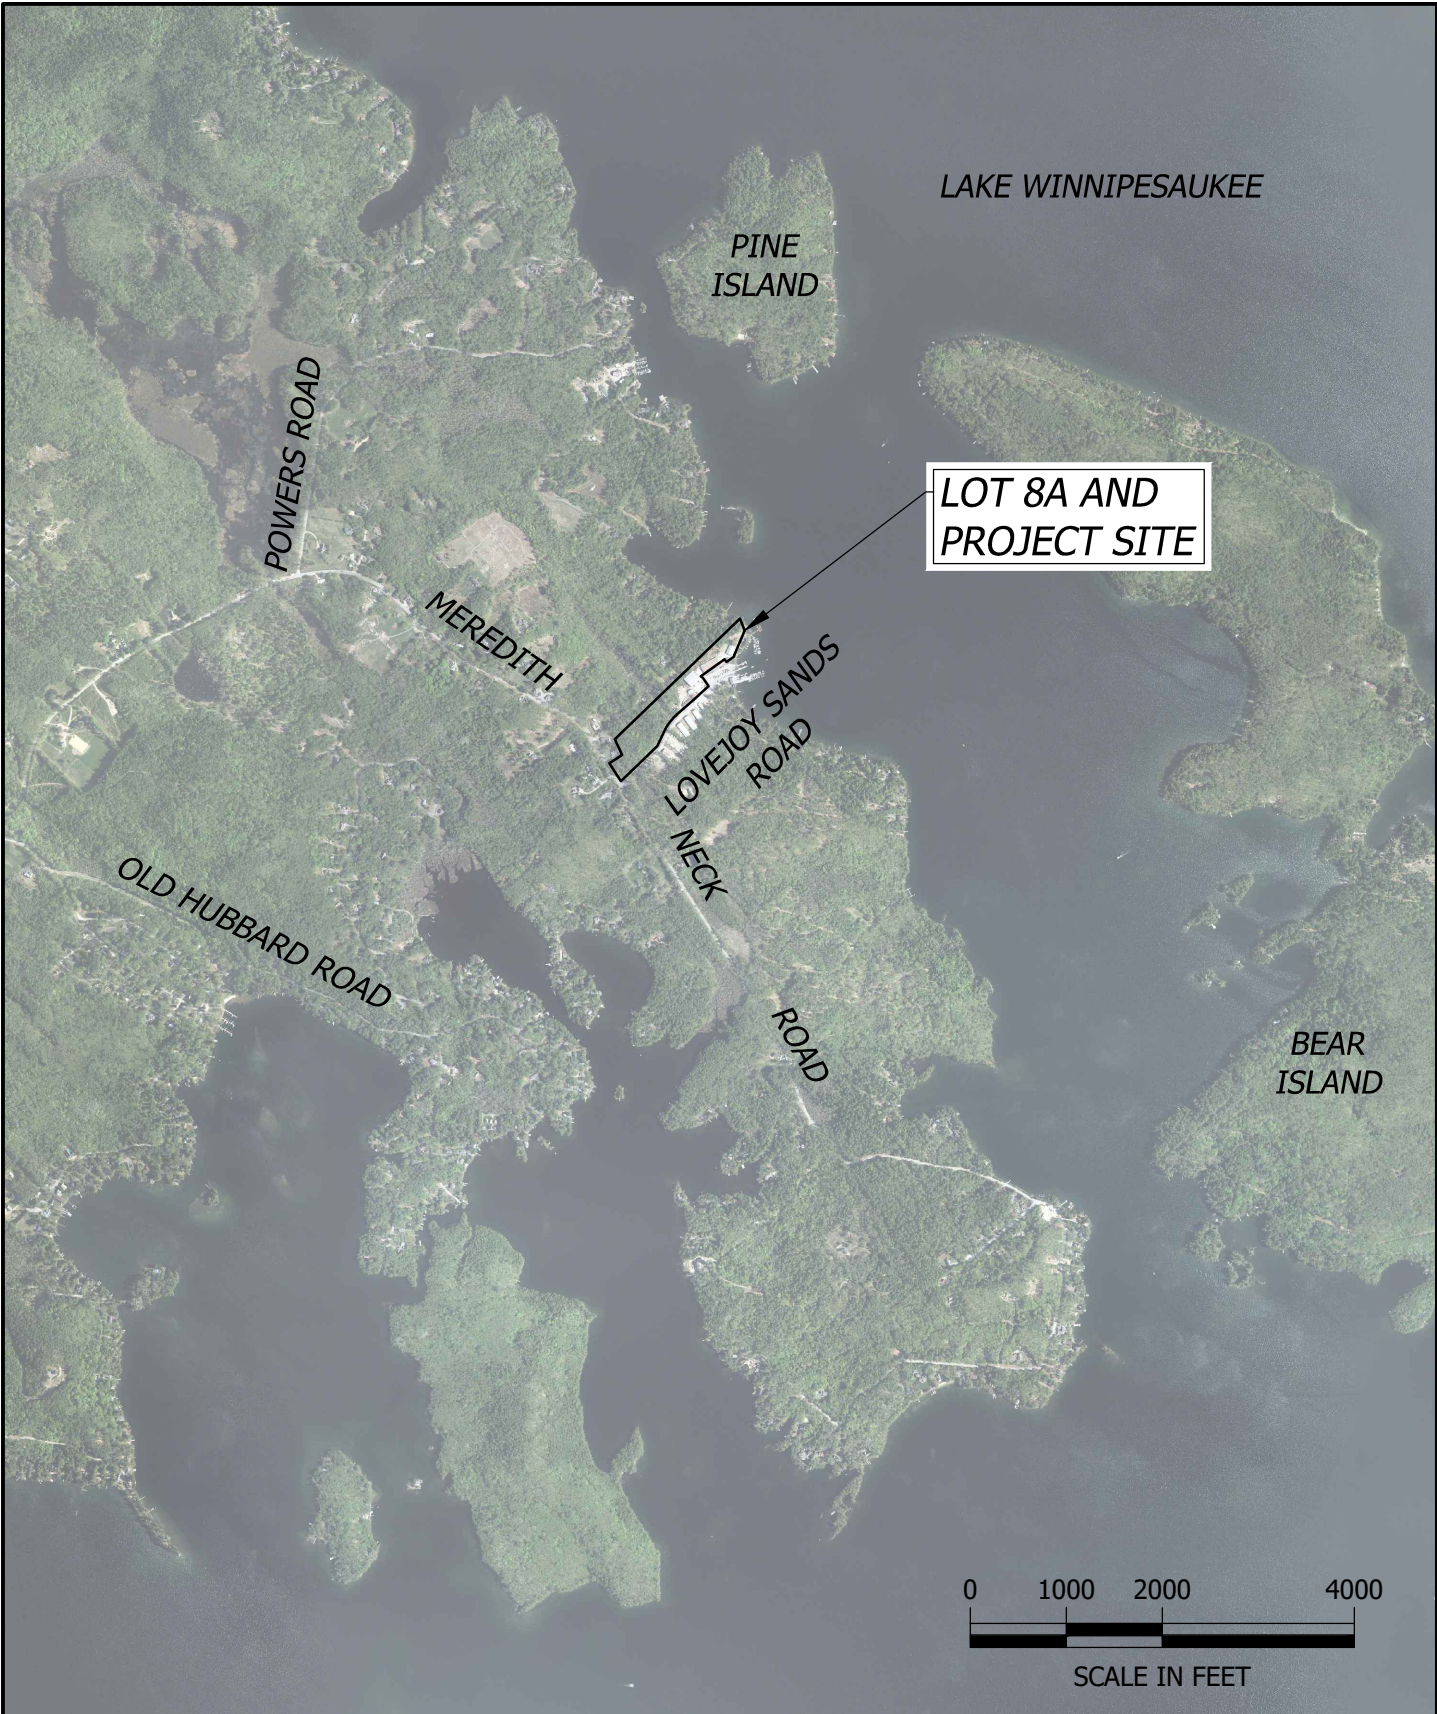 LAKE WINNIPESAUKEE
PINE
ISLAND
POWERS ROAD
LOT 8A AND
PROJECT SITE
MEREDITH
LOVEJOY SANDS
ROAD
NECK
OLD HUBBARD ROAD
ROAD
BEAR
ISLAND
0 1000 2000 4000
SCALE IN FEET